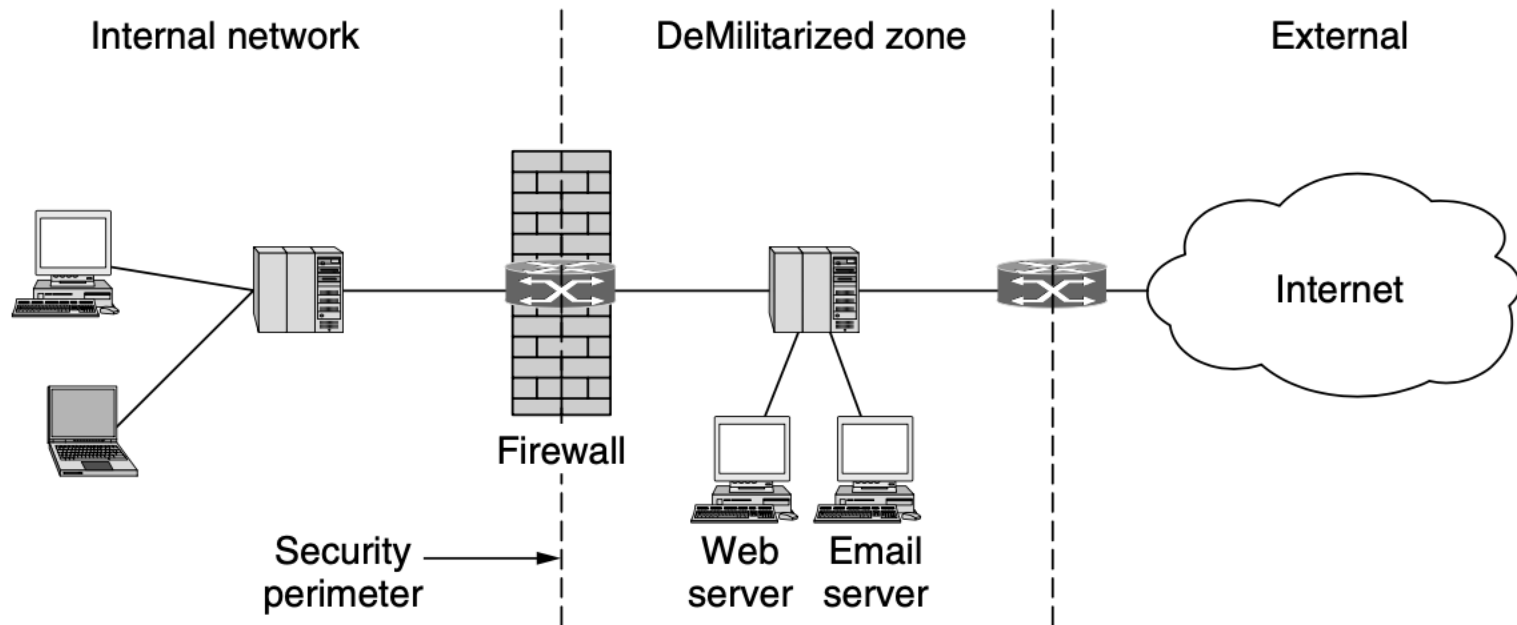 Internal network
DeMilitarized zone
External
Internet
Firewall
Security
perimeter
Web
server
Email
server